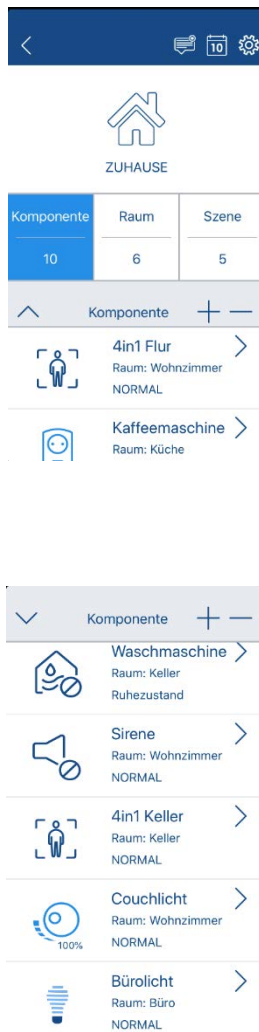 10
ZUHAUSE
Komponente Raum Szene
10 6 5
Komponente
4in1 Flur
Raum: Wohnzimmer
NORMAL
Kaffeemaschine
Raum: Küche
Komponente
Waschmaschine
Raum: Keller
Ruhezustand
Sirene
Raum: Wohnzimmer
NORMAL
4in1 Keller
Raum: Keller
NORMAL
Couchlicht
Raum: Wohnzimmer
100% NORMAL
Bürolicht
Raum: Büro
NORMAL